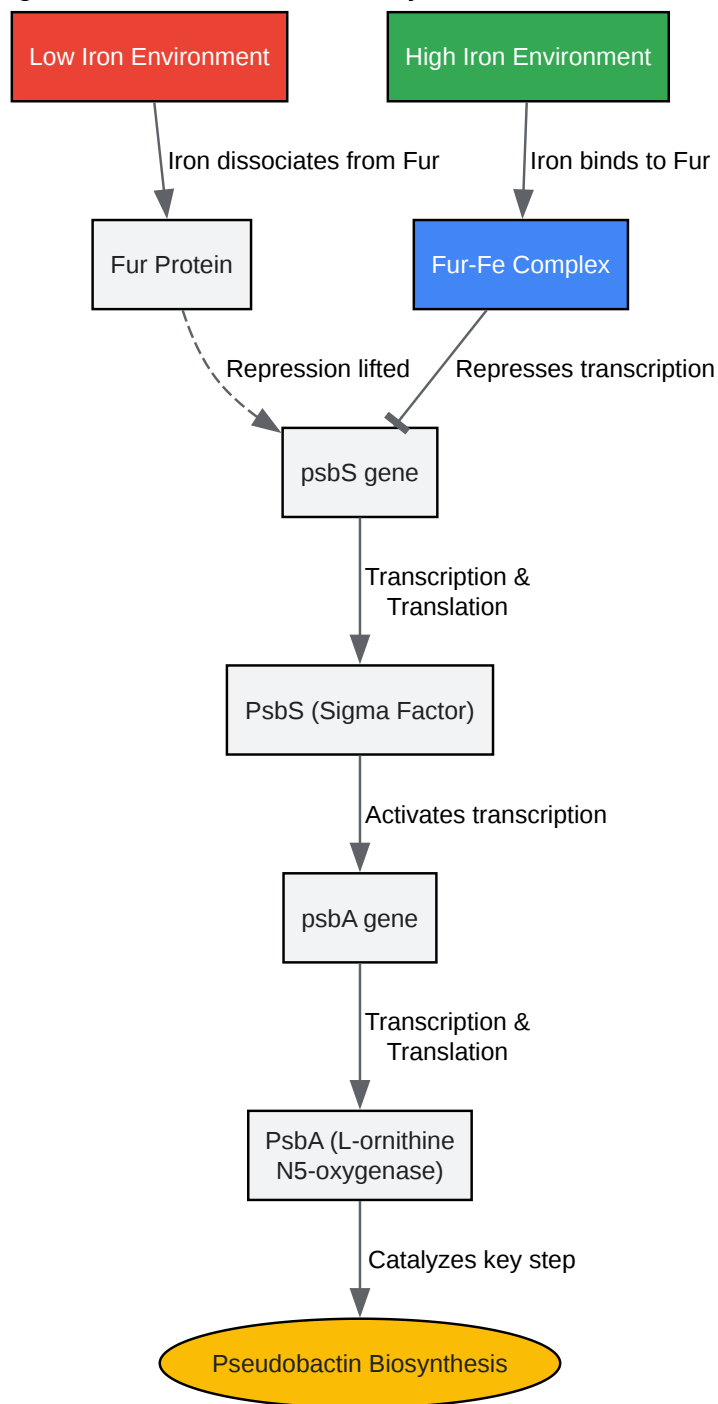 Low Iron Environment
High Iron Environment
Iron dissociates from Fur
Iron binds to Fur
Fur Protein
Fur-Fe Complex
Repression lifted
Represses transcription
psbS gene
Transcription &
Translation
PsbS (Sigma Factor)
Activates transcription
psbA gene
Transcription &
Translation
PsbA (L-ornithine
N5-oxygenase)
Catalyzes key step
Pseudobactin Biosynthesis